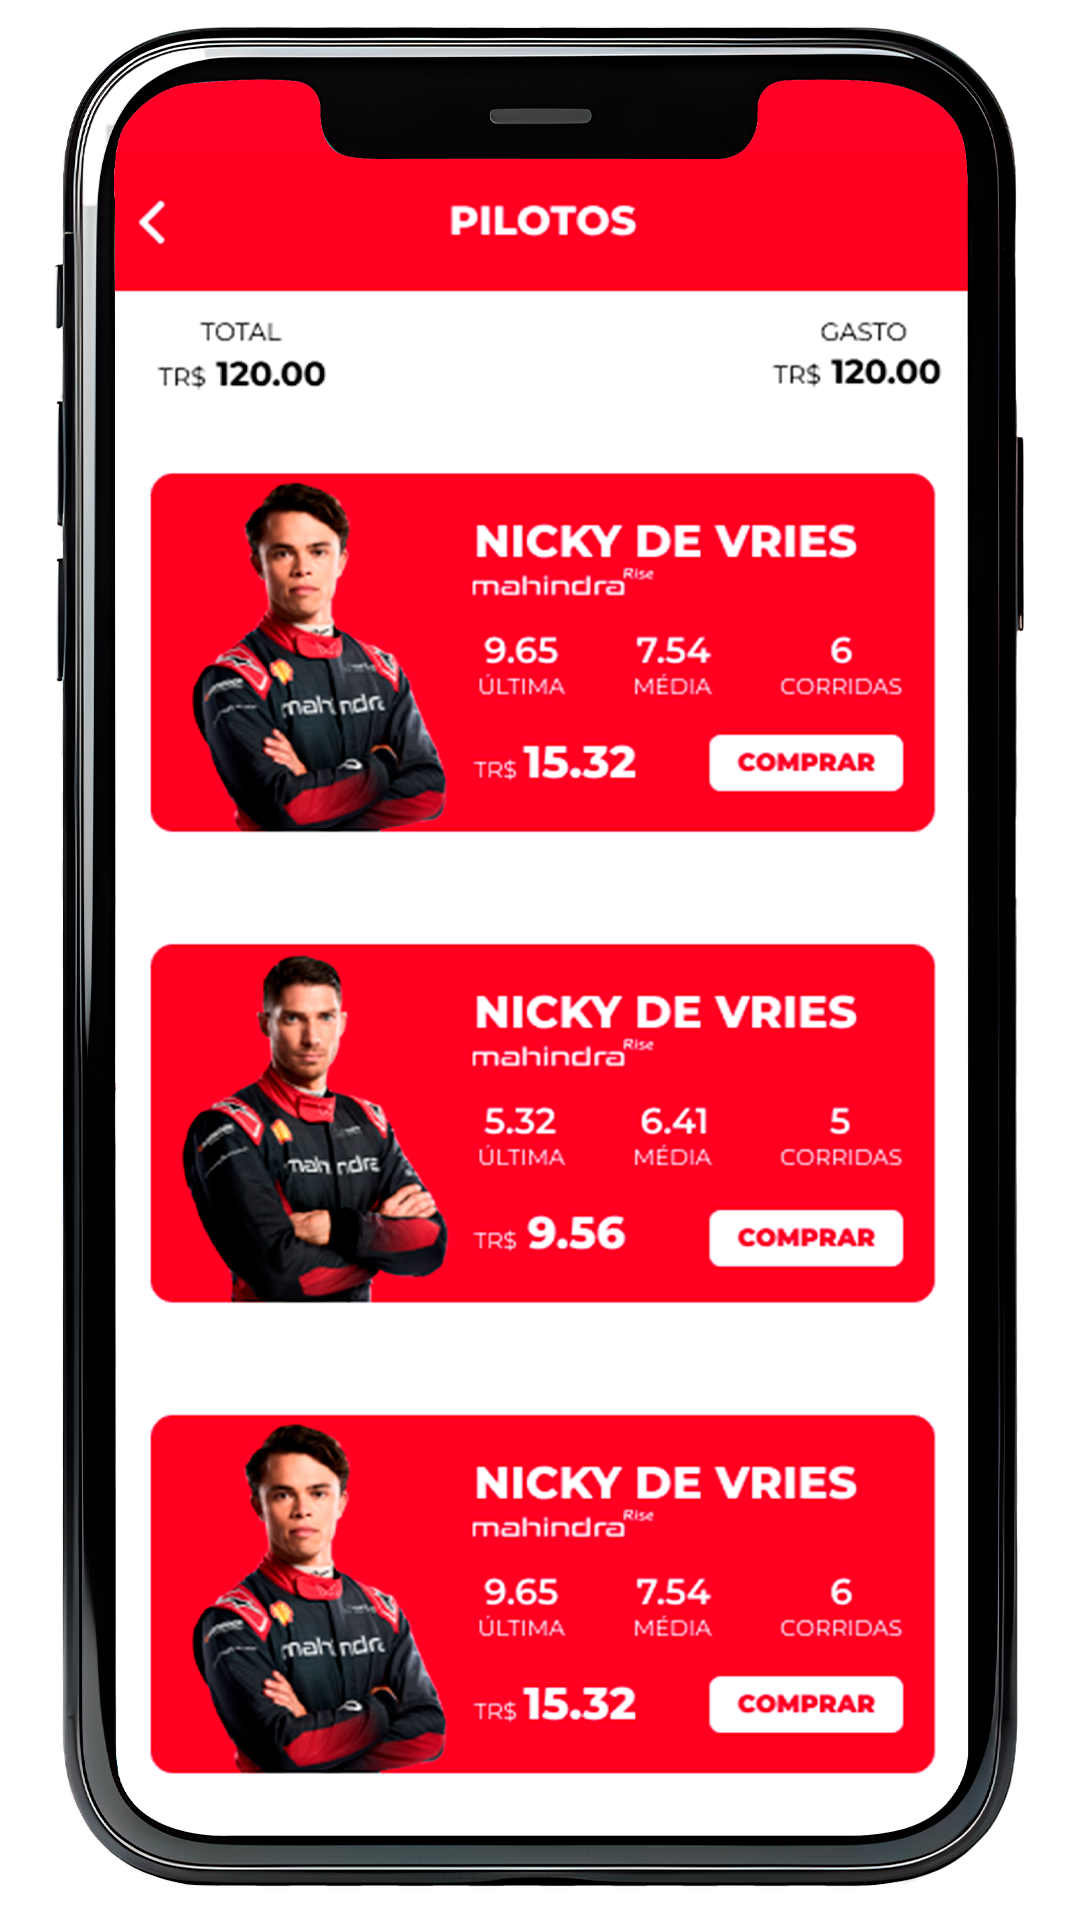 PILOTOS
TOTAL GASTO
TR$ 120.00 TR$ 120.00
NICKY DE VRIES
mahindra Rise
9.65 7.54 6
ÚLTIMA MÉDIA CORRIDAS
mahindra
TR$ 15.32 COMPRAR
NICKY DE VRIES
mahindra Rise
5.32 6.41 5
ÚLTIMA MÉDIA CORRIDAS
mahindra
TR$ 9.56 COMPRAR
NICKY DE VRIES
mahindra Rise
9.65 7.54 6
ÚLTIMA MÉDIA CORRIDAS
mahindra
TR$ 15.32 COMPRAR